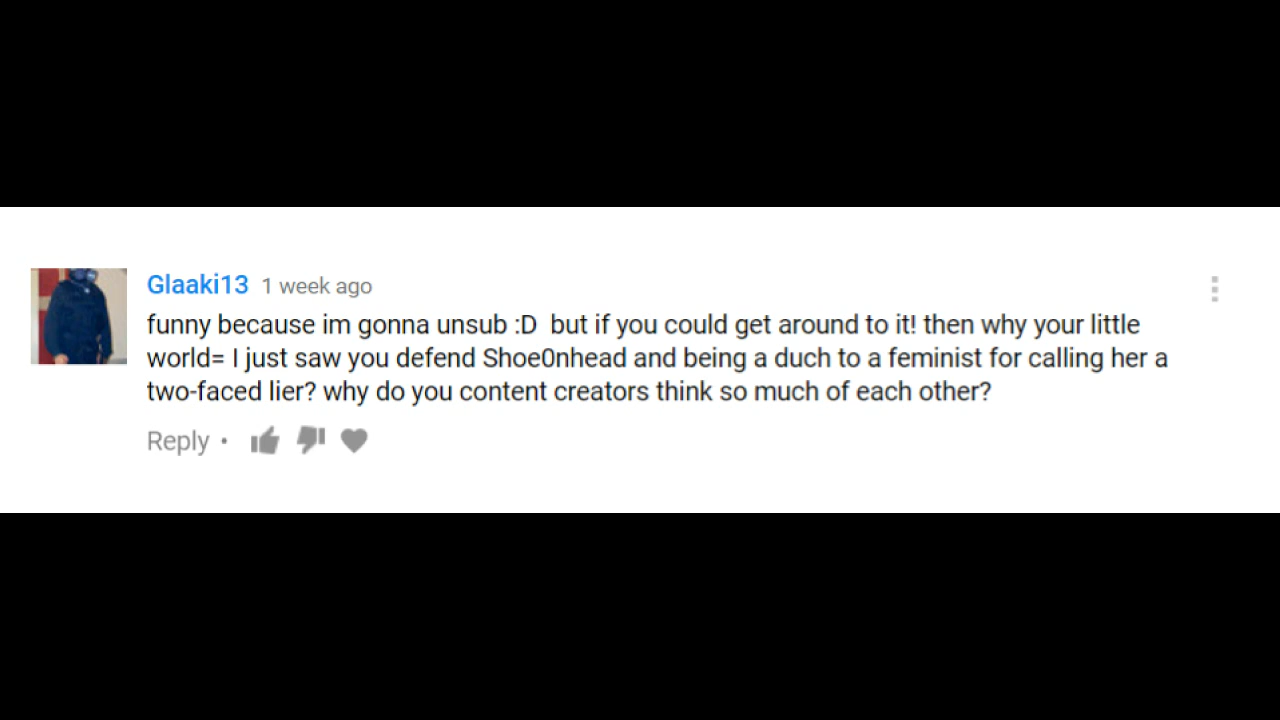 Glaaki13 1 week ago
funny because im gonna unsub :D  but if you could get around to it! then why your little
world= I just saw you defend Shoe0nhead and being a duch to a feminist for calling her a
two-faced lier? why do you content creators think so much of each other?
Reply •